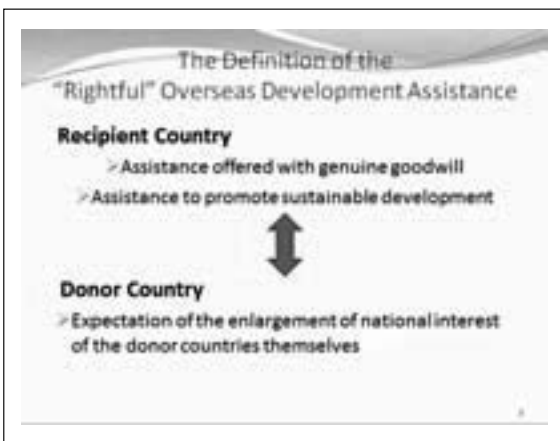 The Definition of the
"Rightful" Overseas Development Assistance
Recipient Country
➢Assistance offered with genuine goodwill
➢Assistance to promote sustainable development
Donor Country
➢Expectation of the enlargement of national interest
of the donor countries themselves